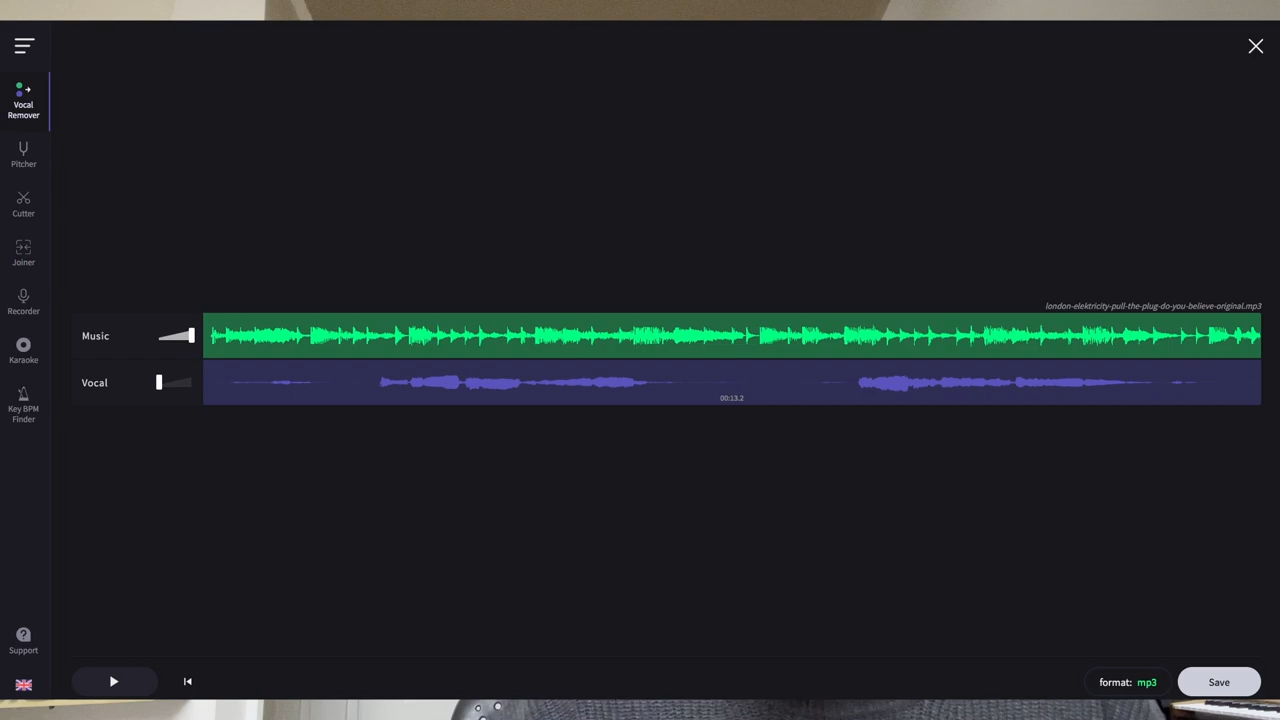 Vocal
Remover
Pitcher
Cutter
Joiner
Recorder
Karaoke
Key BPM
Finder
Support
london-elektricity-pull-the-plug-do-you-believe-original.mp3
Music
Vocal
00:13.2
format: mp3
Save